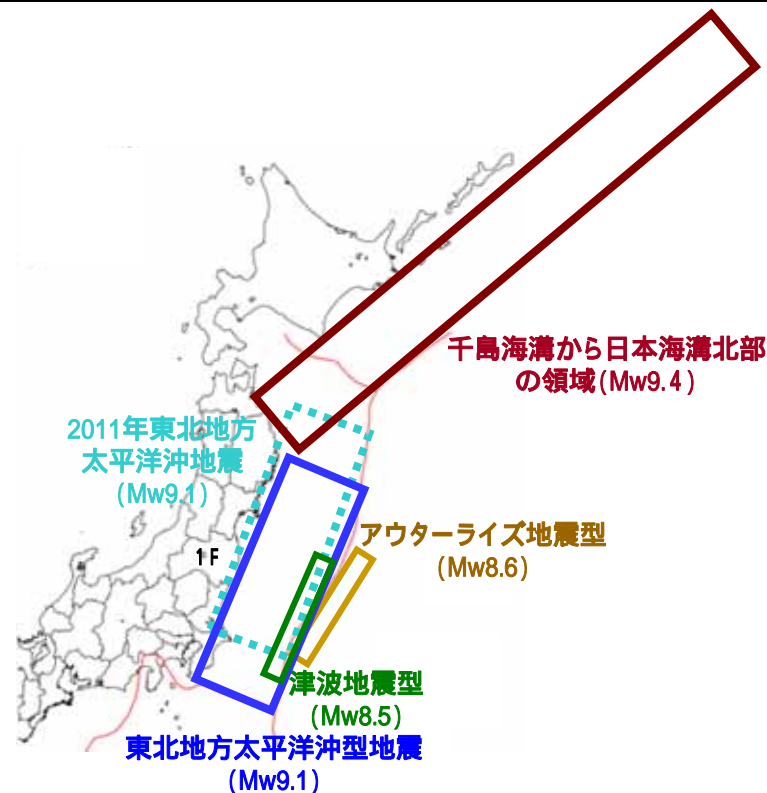 千島海溝から日本海溝北部
の領域(Mw9.4)
2011年東北地方
太平洋沖地震
(Mw9.1)
アウターライズ地震型
(Mw8.6)
1F
津波地震型
(Mw8.5)
東北地方太平洋沖型地震
(Mw9.1)